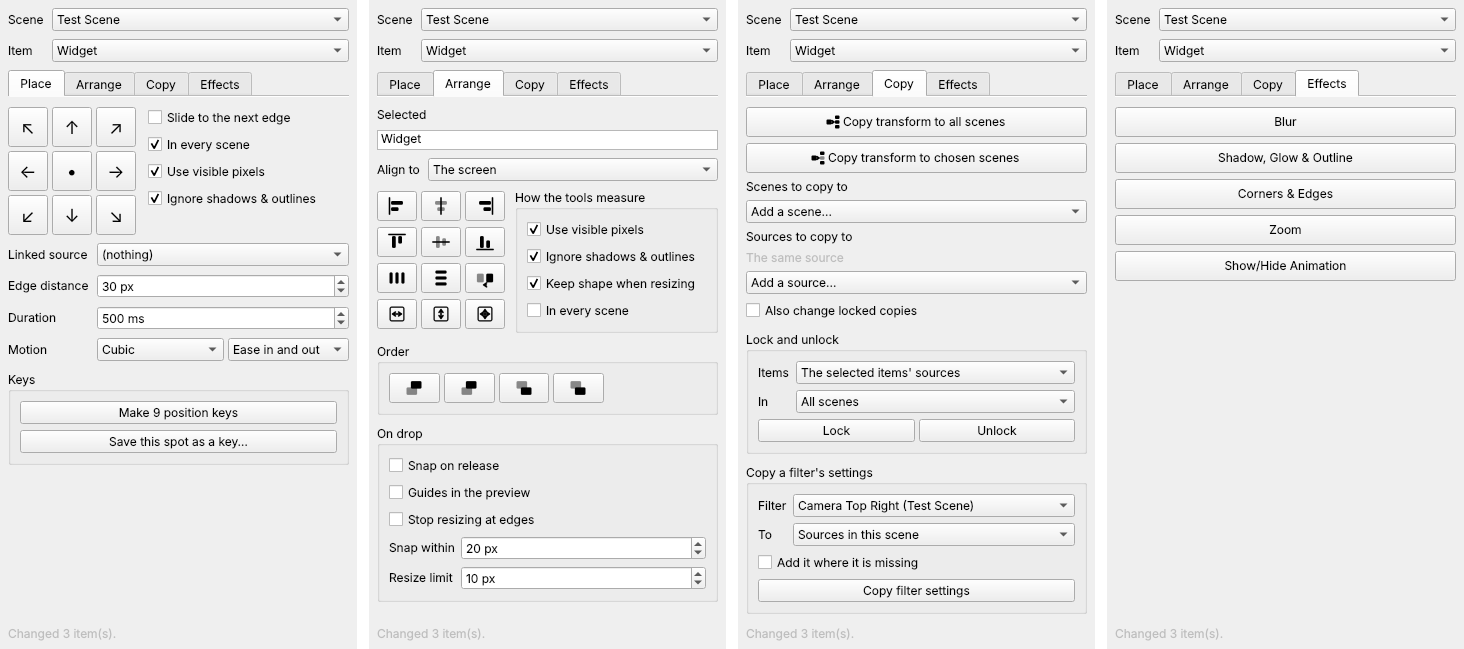 Scene Test Scene
Item Widget
Place Arrange Copy Effects
Slide to the next edge
In every scene
Use visible pixels
Ignore shadows & outlines
Linked source (nothing)
Edge distance 30 px
Duration 500 ms
Motion Cubic Ease in and out
Keys
Make 9 position keys
Save this spot as a key...
Changed 3 item(s).
Scene Test Scene
Item Widget
Place Arrange Copy Effects
Selected
Widget
Align to The screen
How the tools measure
Use visible pixels
Ignore shadows & outlines
Keep shape when resizing
In every scene
Order
On drop
Snap on release
Guides in the preview
Stop resizing at edges
Snap within 20 px
Resize limit 10 px
Changed 3 item(s).
Scene Test Scene
Item Widget
Place Arrange Copy Effects
Copy transform to all scenes
Copy transform to chosen scenes
Scenes to copy to
Add a scene...
Sources to copy to
The same source
Add a source...
Also change locked copies
Lock and unlock
Items The selected items' sources
In All scenes
Lock Unlock
Copy a filter's settings
Filter Camera Top Right (Test Scene)
To Sources in this scene
Add it where it is missing
Copy filter settings
Changed 3 item(s).
Scene Test Scene
Item Widget
Place Arrange Copy Effects
Blur
Shadow, Glow & Outline
Corners & Edges
Zoom
Show/Hide Animation
Changed 3 item(s).